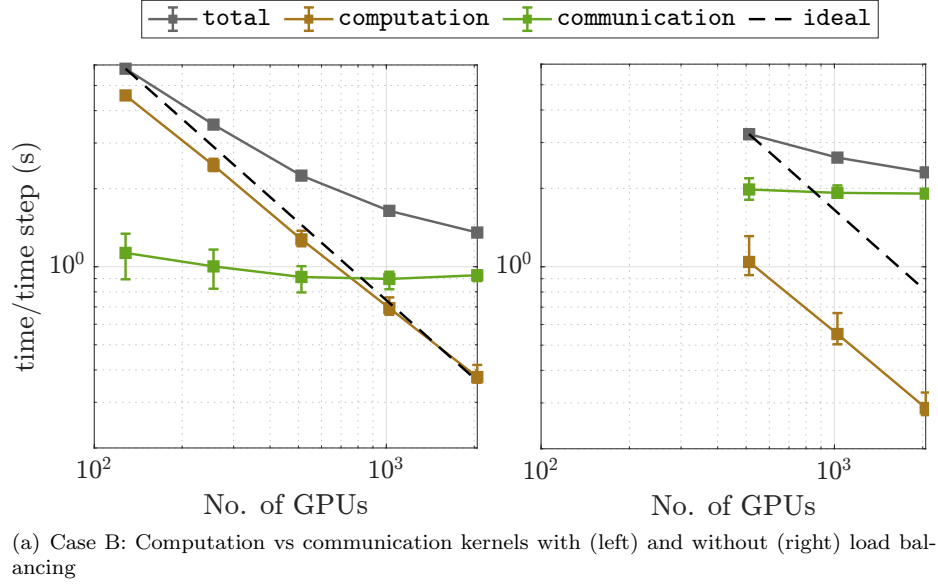 total computation communication ideal
time/time step (s)
10^0
10^2 10^3
No. of GPUs
10^0
10^2 10^3
No. of GPUs
(a) Case B: Computation vs communication kernels with (left) and without (right) load bal-
ancing